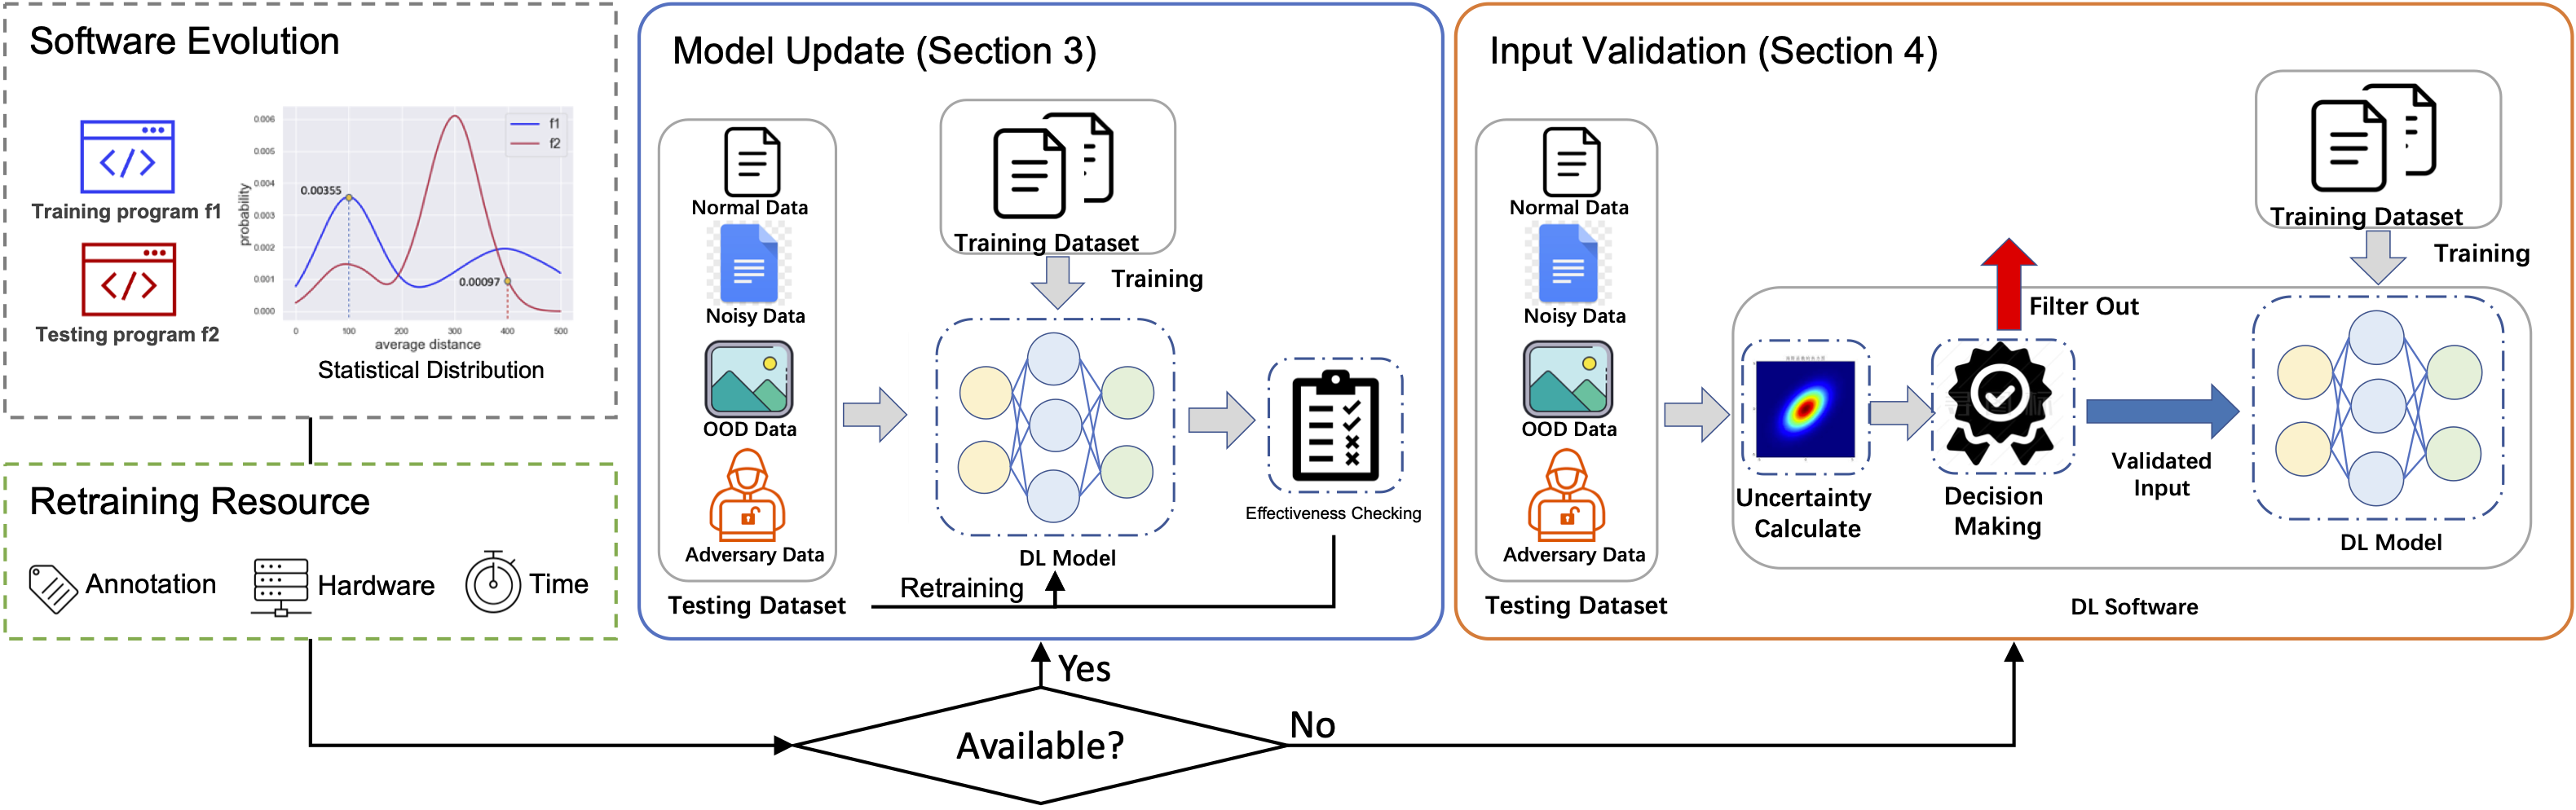 Software Evolution
Training program f1
Testing program f2
probability
0.006
0.005
0.004
0.003
0.002
0.001
0.000
0.00355
0.00097
f1
f2
0
100
200
300
400
500
average distance
Statistical Distribution
Retraining Resource
Annotation
Hardware
Time
Model Update (Section 3)
Normal Data
Noisy Data
OOD Data
Adversary Data
Testing Dataset
Training Dataset
Training
DL Model
Effectiveness Checking
Retraining
Input Validation (Section 4)
Normal Data
Noisy Data
OOD Data
Adversary Data
Testing Dataset
Uncertainty
Calculate
Filter Out
Decision
Making
Validated
Input
Training Dataset
Training
DL Model
DL Software
Available?
Yes
No